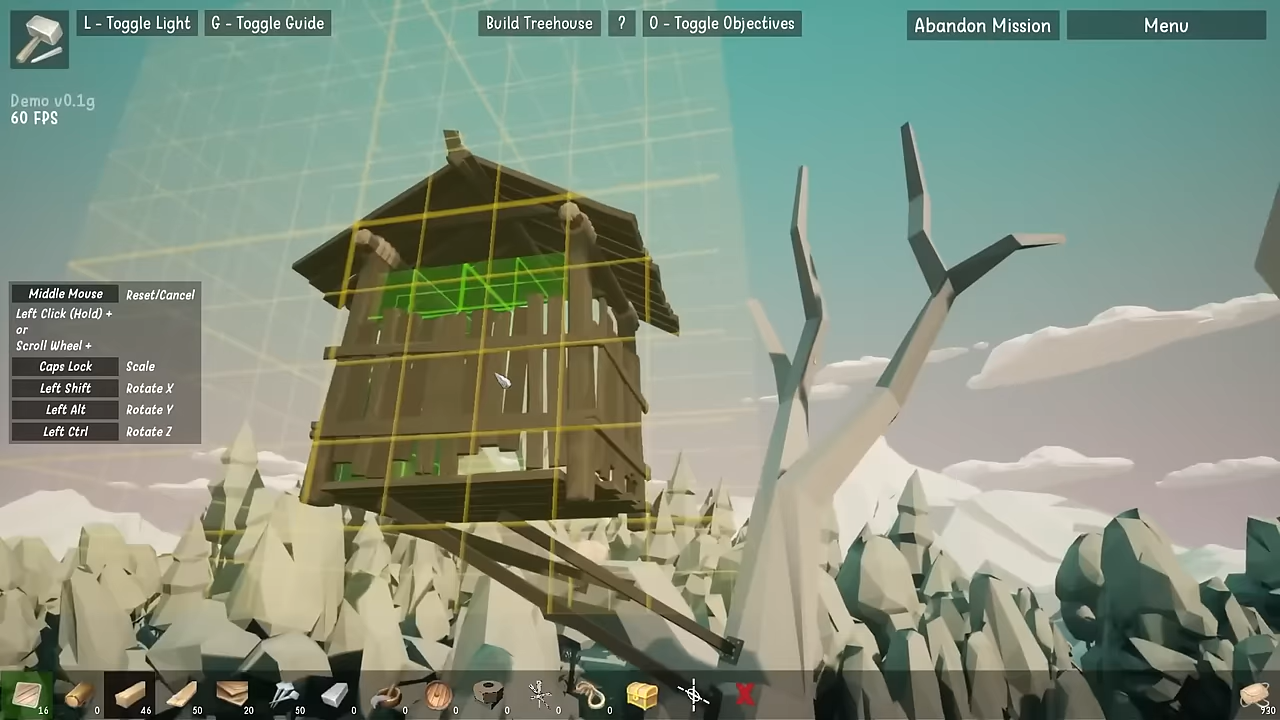 L - Toggle Light
G - Toggle Guide
Build Treehouse
?
O - Toggle Objectives
Abandon Mission
Menu
Demo v0.1g
60 FPS
Middle Mouse Reset/Cancel
Left Click (Hold) +
or
Scroll Wheel +
Caps Lock Scale
Left Shift Rotate X
Left Alt Rotate Y
Left Ctrl Rotate Z
16 0 46 50 20 50 0 0 0 0 0 0 930